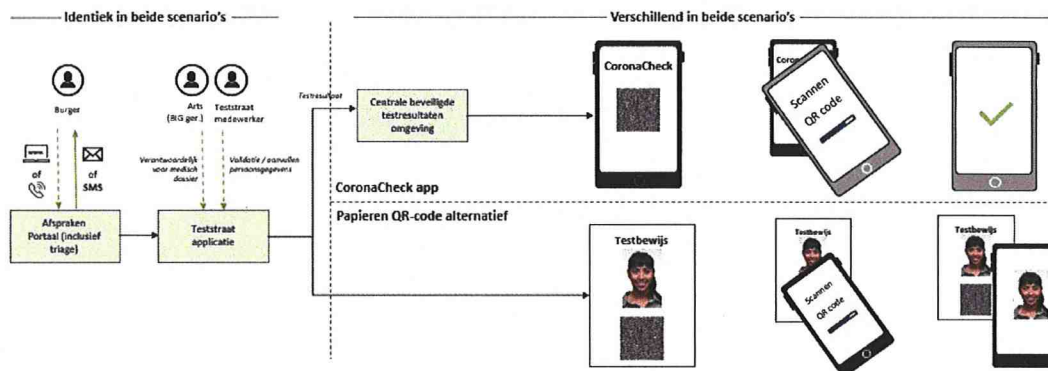 Identiek in beide scenario's
Verschillend in beide scenario's
Burger
of
of
SMS
Arts
(BIG ger.)
Teststraat
medewerker
Verantwoordelijk
voor medisch
dossier
Validatie / aanvullen
persoonsgegevens
Afspraken
Portaal (inclusief
triage)
Teststraat
applicatie
Testresultaat
Centrale beveiligde
testresultaten
omgeving
CoronaCheck
Scannen
QR code
CoronaCheck app
Papieren QR-code alternatief
Testbewijs
Testbewijs
Scannen
QR code
Testbewijs